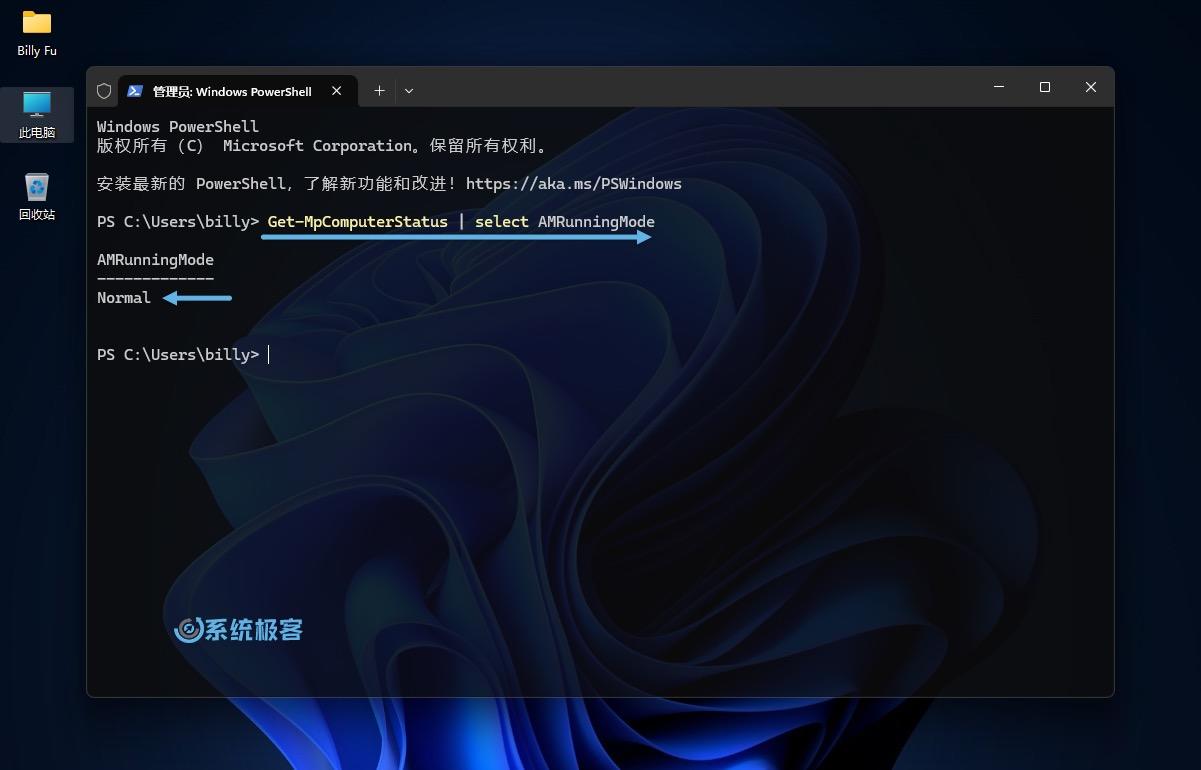 Billy Fu
此电脑
回收站
管理员: Windows PowerShell
Windows PowerShell
版权所有（C） Microsoft Corporation。保留所有权利。
安装最新的 PowerShell，了解新功能和改进！https://aka.ms/PSWindows
PS C:\Users\billy> Get-MpComputerStatus | select AMRunningMode
AMRunningMode
-------------
Normal
PS C:\Users\billy>
系统极客